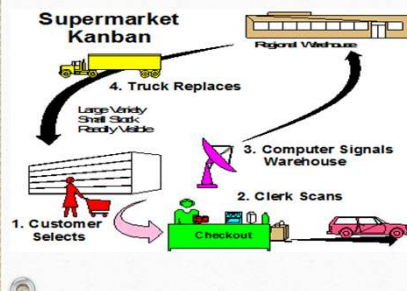 Supermarket
Kanban
Regional Warehouse
4. Truck Replaces
Large Variety
Small Stock
Readily Visible
3. Computer Signals
Warehouse
2. Clerk Scans
1. Customer
Selects
Checkout